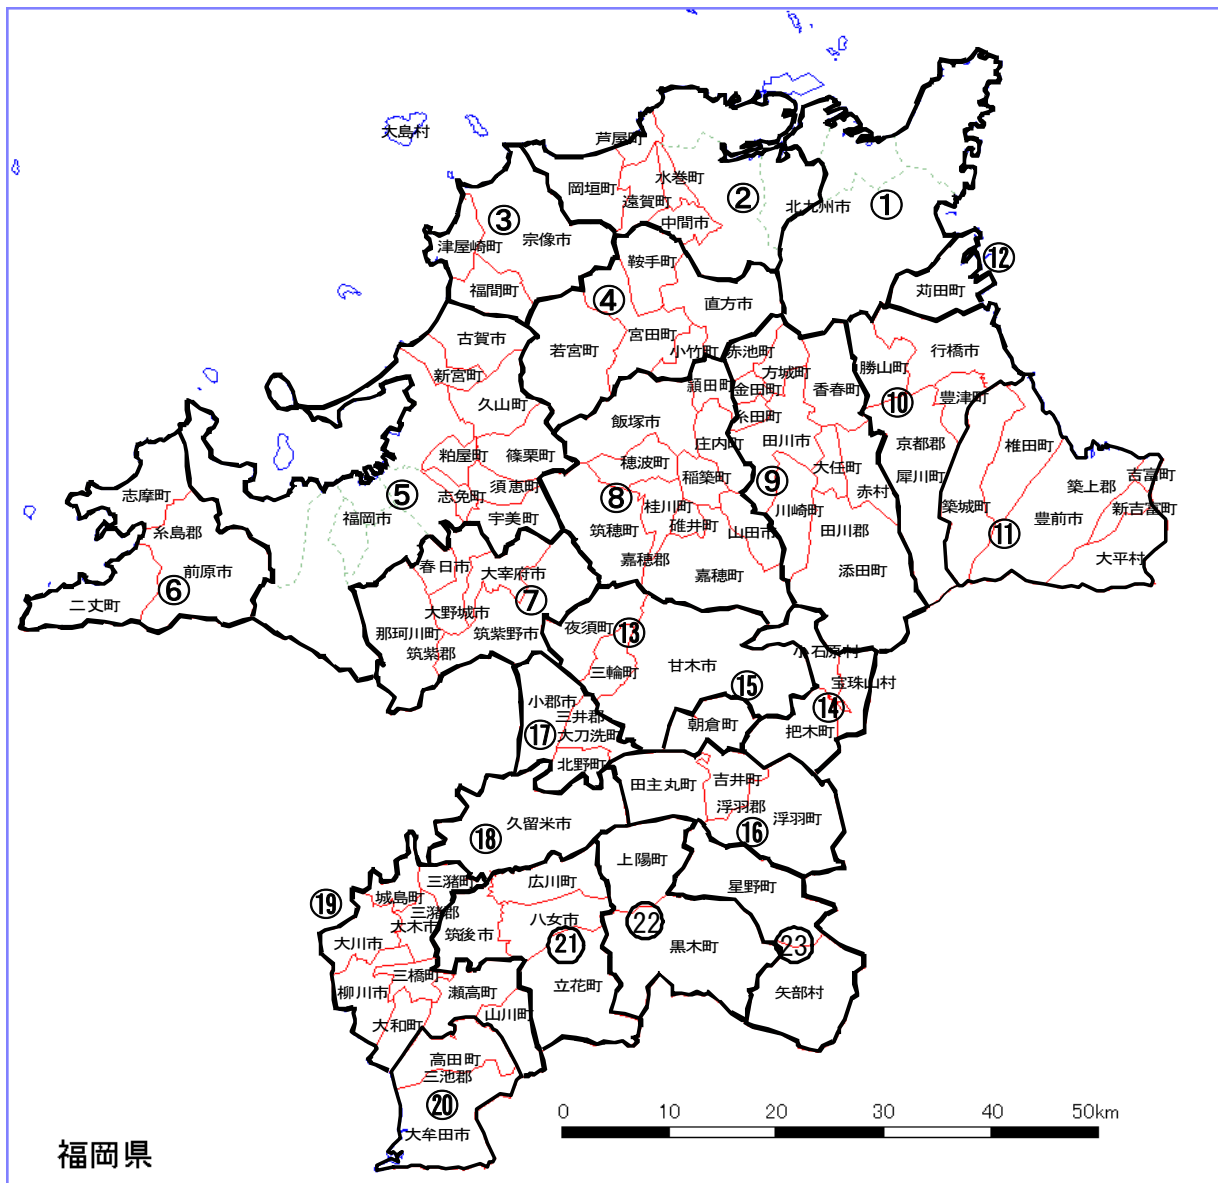 大島村
芦屋町
岡垣町
水巻町
遠賀町
中間市
②
北九州市
①
③
宗像市
津屋崎町
福間町
鞍手町
④
直方市
宮田町
若宮町
小竹町
⑫
苅田町
古賀市
新宮町
久山町
粕屋町
篠栗町
須恵町
志免町
宇美町
⑤
福岡市
赤池町
方城町
金田町
糸田町
香春町
田川市
大任町
⑨
赤村
川崎町
田川郡
添田町
勝山町
行橋市
⑩
豊津町
京都郡
犀川町
椎田町
築城町
築上郡
吉富町
新吉富町
豊前市
⑪
大平村
頴田町
飯塚市
庄内町
穂波町
稲築町
⑧
桂川町
碓井町
筑穂町
山田市
嘉穂郡
嘉穂町
志摩町
糸島郡
前原市
⑥
二丈町
春日市
大宰府市
⑦
大野城市
那珂川町
筑紫野市
筑紫郡
夜須町
⑬
三輪町
甘木市
⑮
朝倉町
小石原村
宝珠山村
⑭
把木町
小郡市
三井郡
⑰
大刀洗町
北野町
田主丸町
吉井町
浮羽郡
浮羽町
⑯
久留米市
⑱
上陽町
星野町
広川町
三潴町
城島町
⑲
三潴郡
大木市
大川市
筑後市
八女市
㉑
㉒
黒木町
㉓
矢部村
立花町
三橋町
柳川市
瀬高町
大和町
山川町
高田町
三池郡
⑳
大牟田市
0 10 20 30 40 50km
福岡県